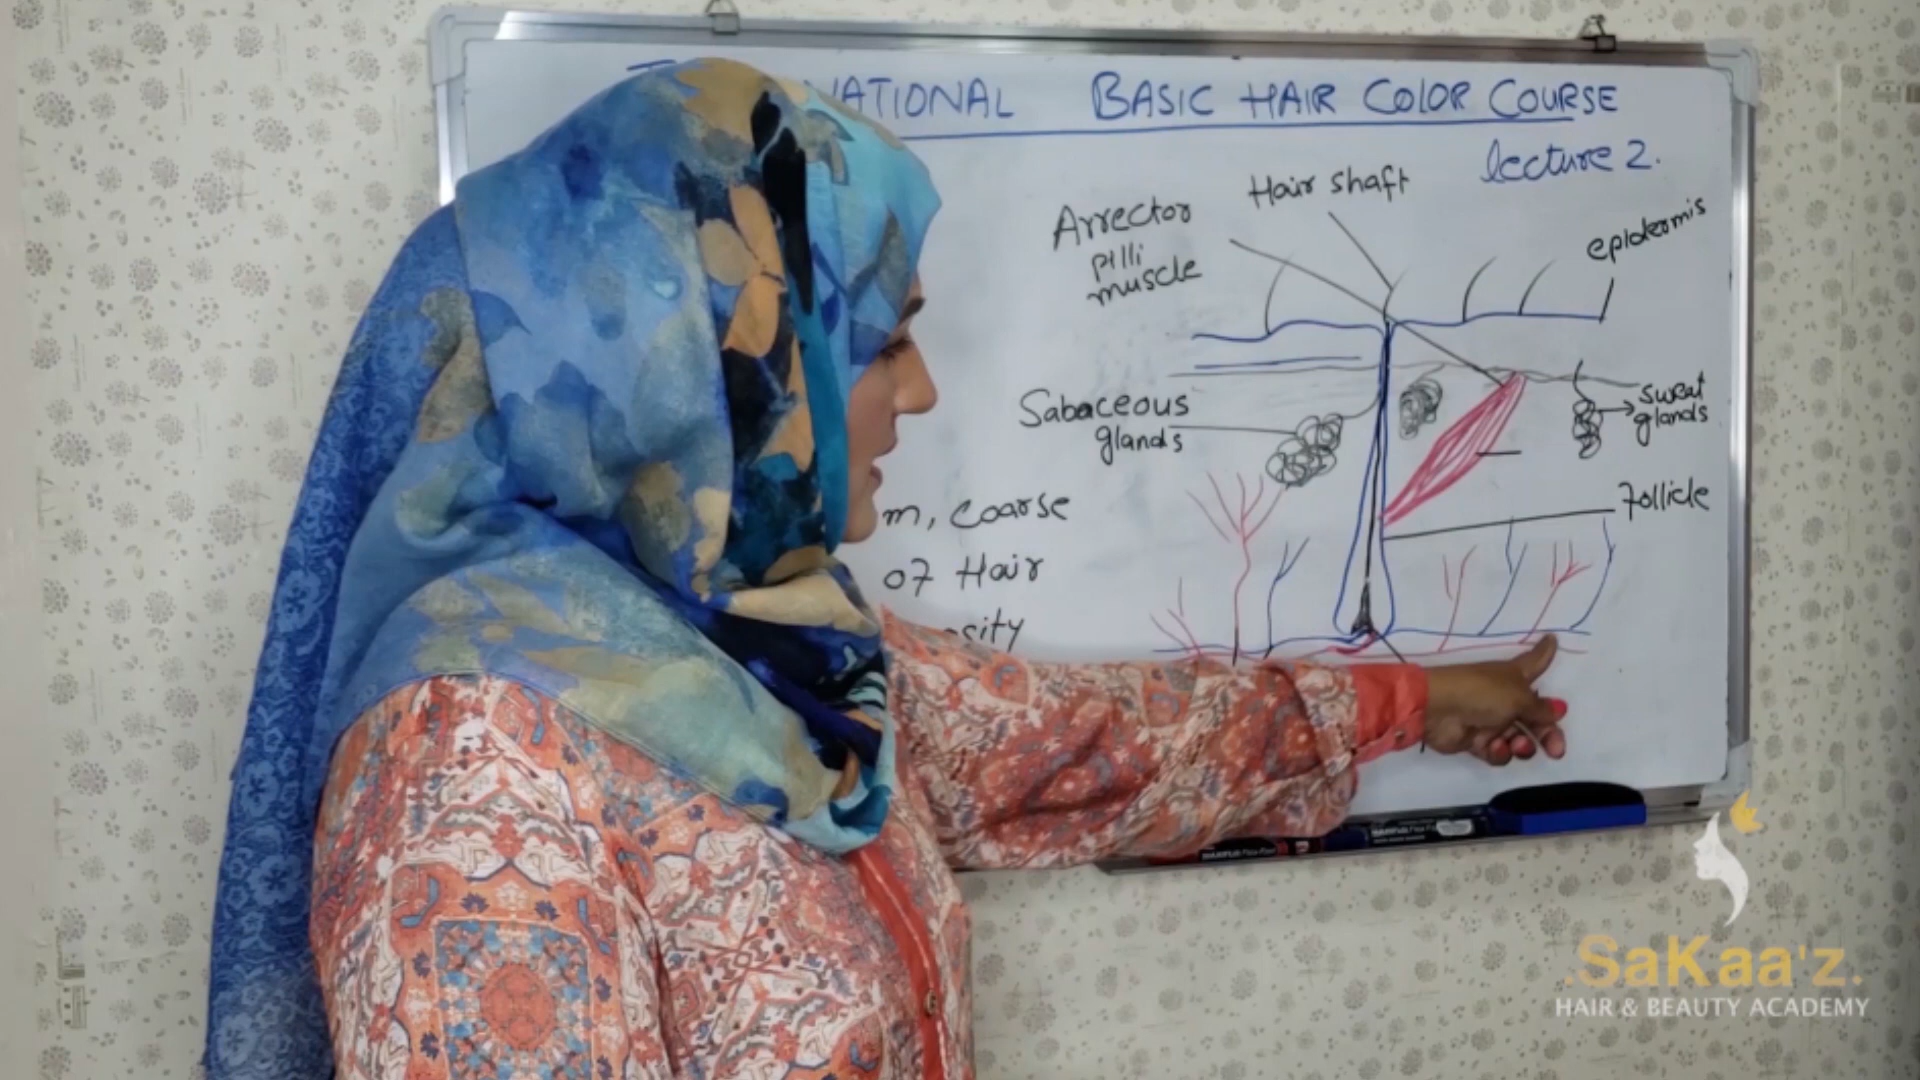 NATIONAL BASIC HAIR COLOR COURSE
lecture 2.
Hair shaft
Arrector
pilli
muscle
epidermis
Sabaceous
glands
sweat
glands
Follicle
m, coarse
of Hair
sity
SaKaa'z.
HAIR & BEAUTY ACADEMY